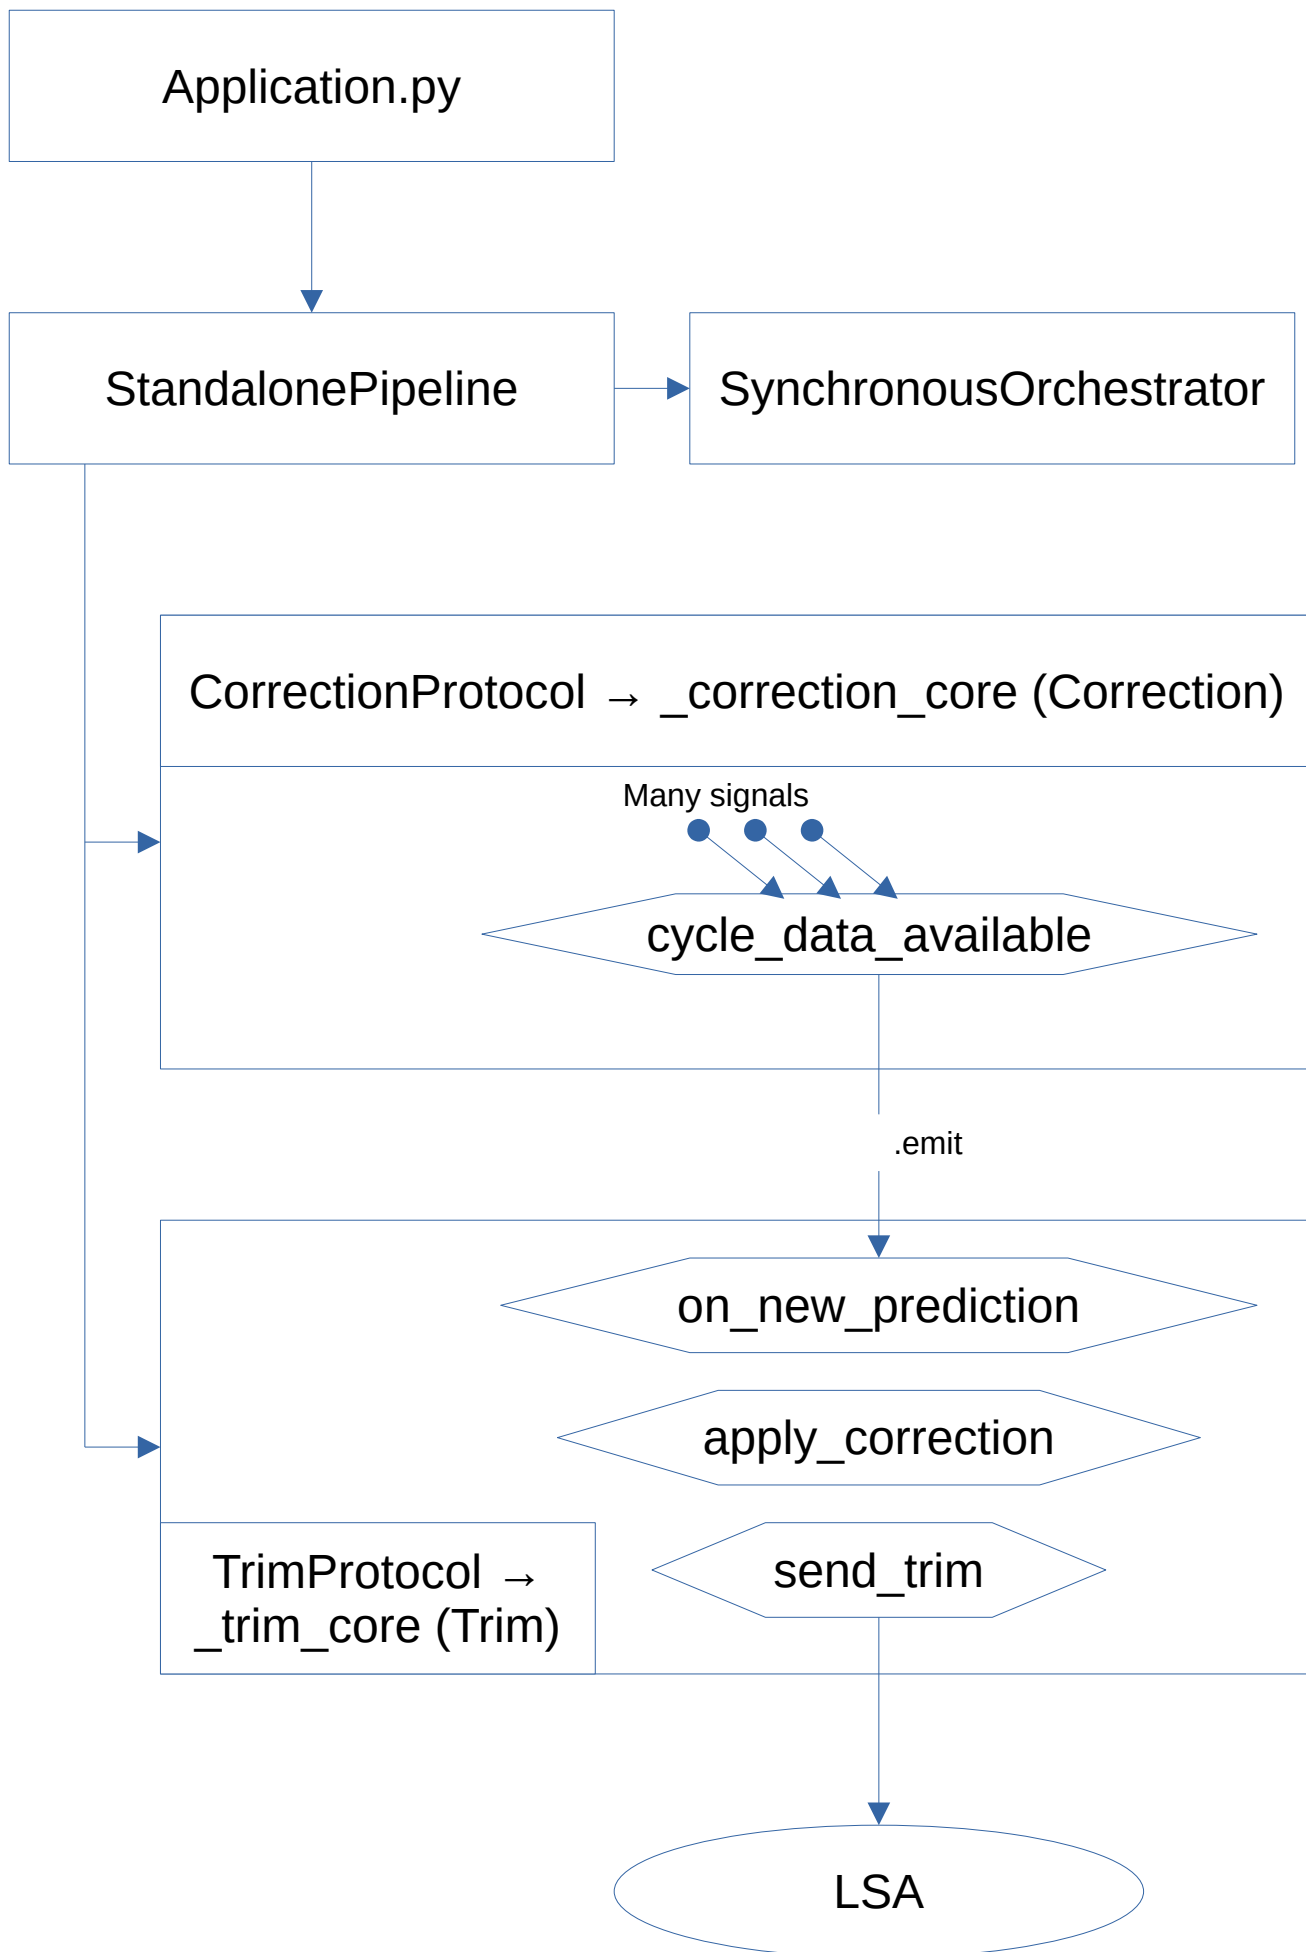 Application.py
StandalonePipeline
SynchronousOrchestrator
CorrectionProtocol → _correction_core (Correction)
Many signals
cycle_data_available
.emit
on_new_prediction
apply_correction
TrimProtocol →
_trim_core (Trim)
send_trim
LSA